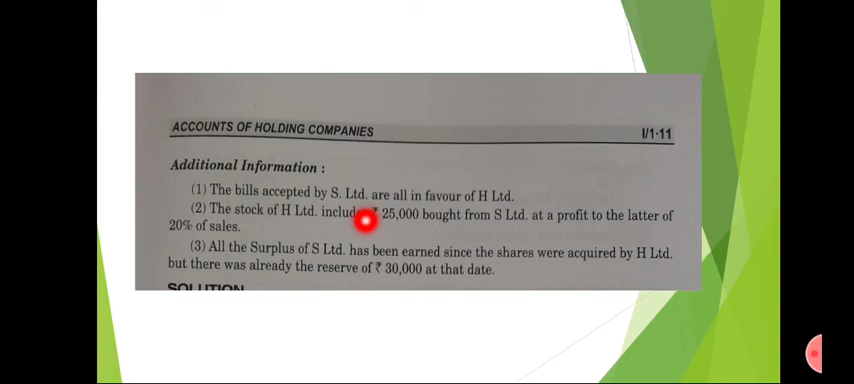 ACCOUNTS OF HOLDING COMPANIES I/1·11
Additional Information :
(1) The bills accepted by S. Ltd. are all in favour of H Ltd.
(2) The stock of H Ltd. includ ₹ 25,000 bought from S Ltd. at a profit to the latter of
20% of sales.
(3) All the Surplus of S Ltd. has been earned since the shares were acquired by H Ltd.
but there was already the reserve of ₹ 30,000 at that date.
SOLUTION